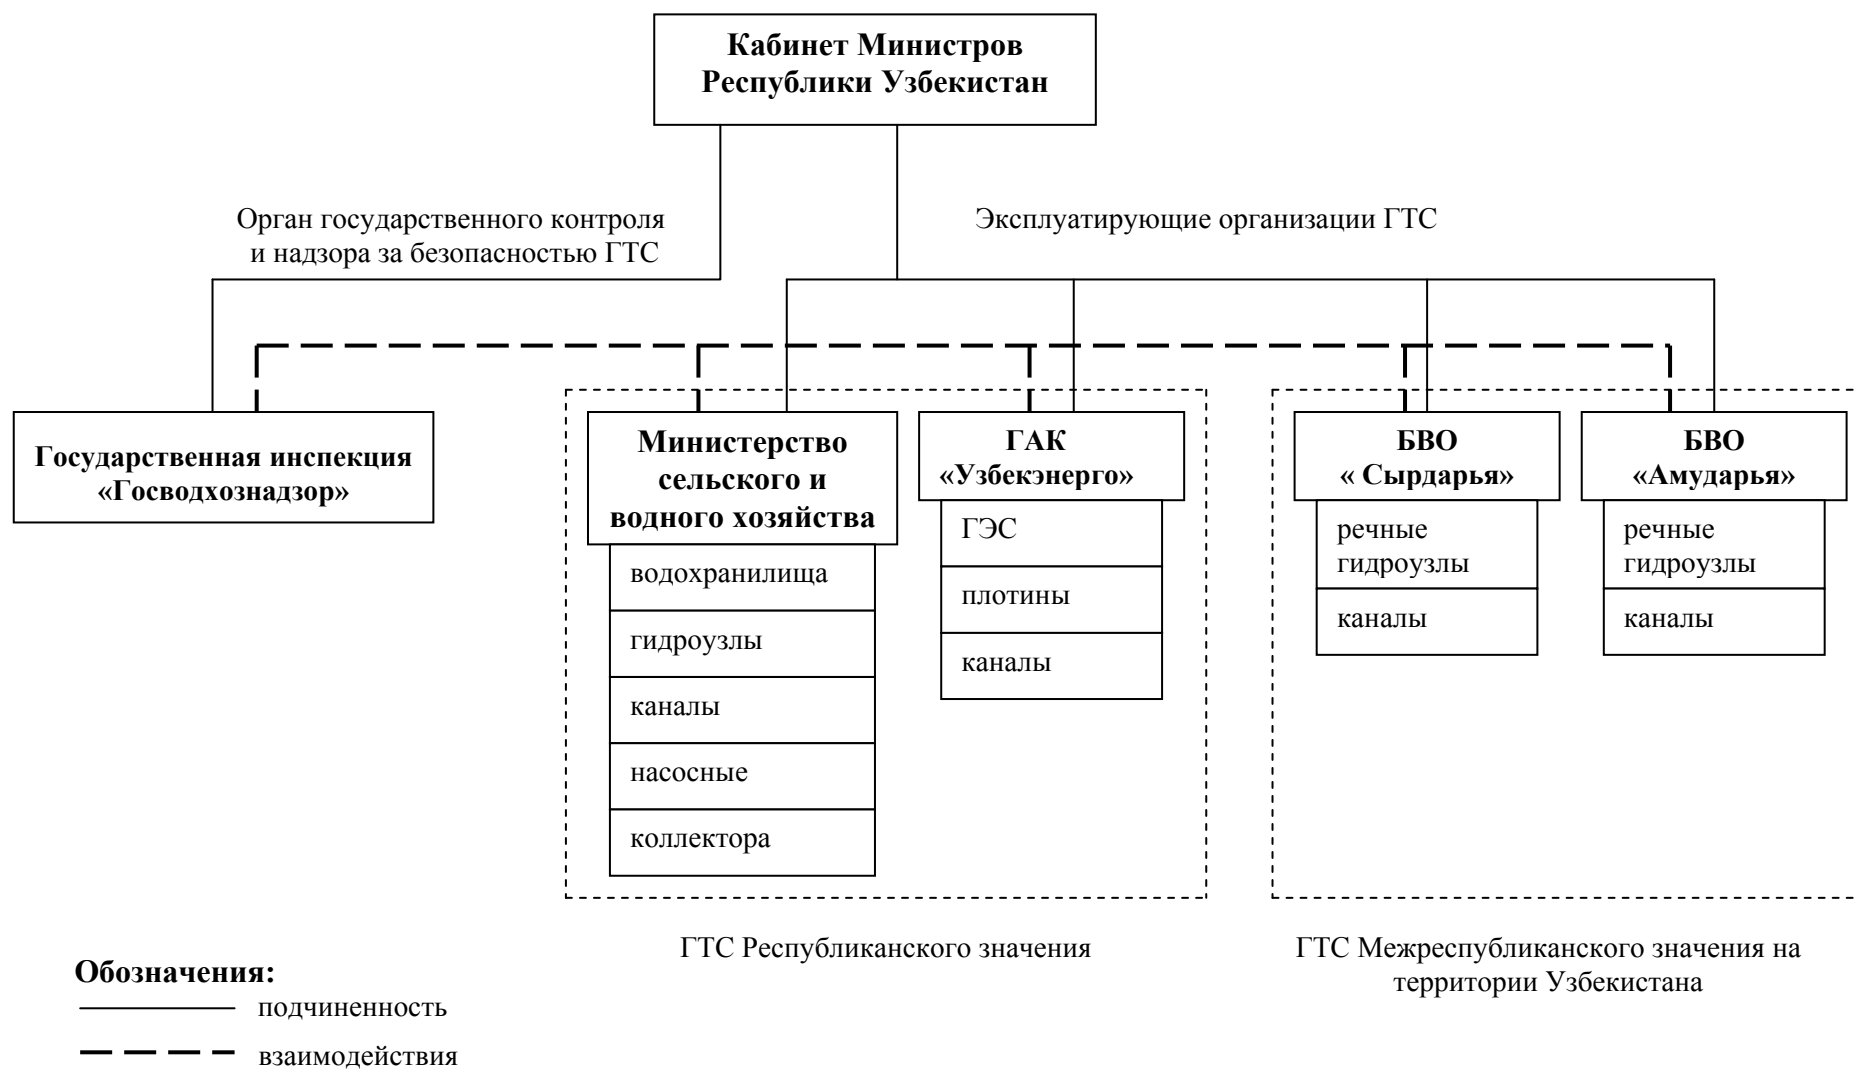 Кабинет Министров
Республики Узбекистан
Орган государственного контроля
и надзора за безопасностью ГТС
Эксплуатирующие организации ГТС
Государственная инспекция
«Госводхознадзор»
Министерство
сельского и
водного хозяйства
водохранилища
гидроузлы
каналы
насосные
коллектора
ГАК
«Узбекэнерго»
ГЭС
плотины
каналы
БВО
« Сырдарья»
речные
гидроузлы
каналы
БВО
«Амударья»
речные
гидроузлы
каналы
ГТС Республиканского значения
ГТС Межреспубликанского значения на
территории Узбекистана
Обозначения:
подчиненность
взаимодействия